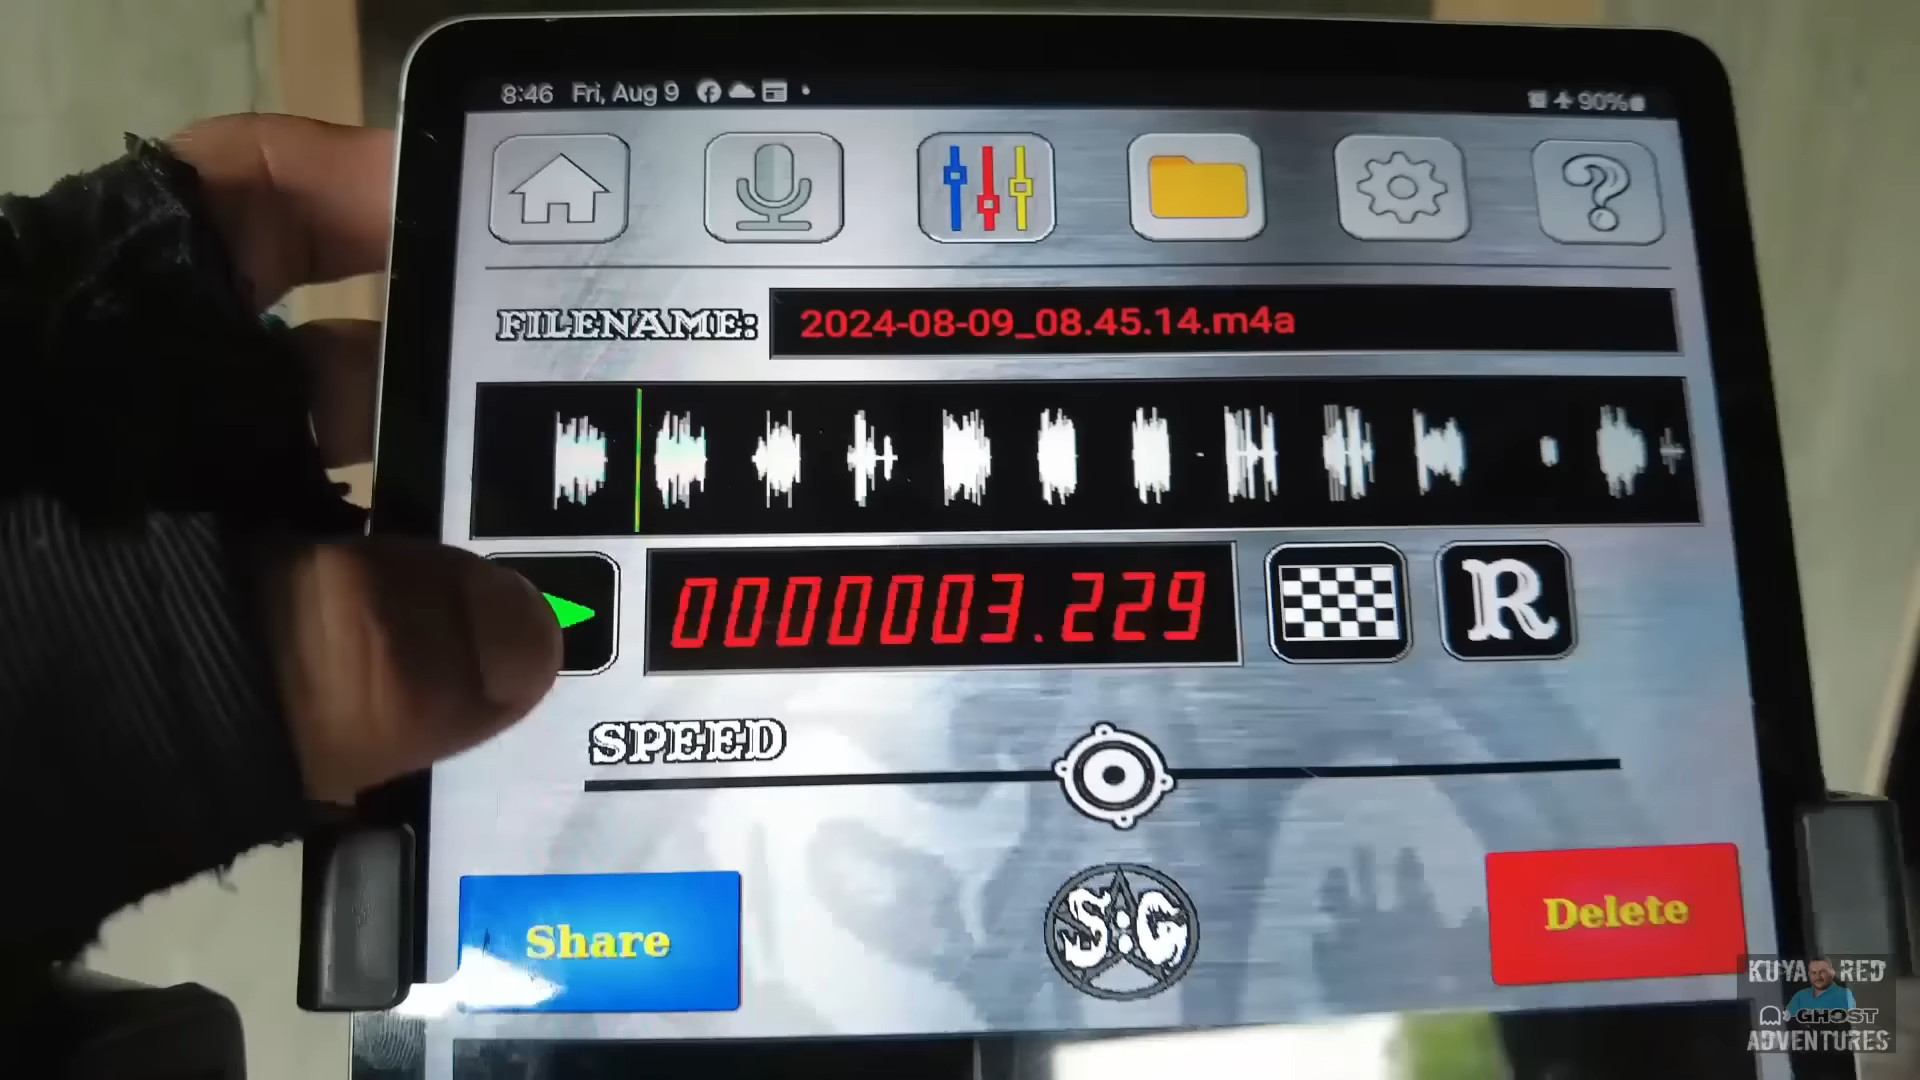 8:46 Fri, Aug 9
90%
FILENAME: 2024-08-09_08.45.14.m4a
0000003.229
R
SPEED
S:G
Share
Delete
KUYA RED
GHOST
ADVENTURES